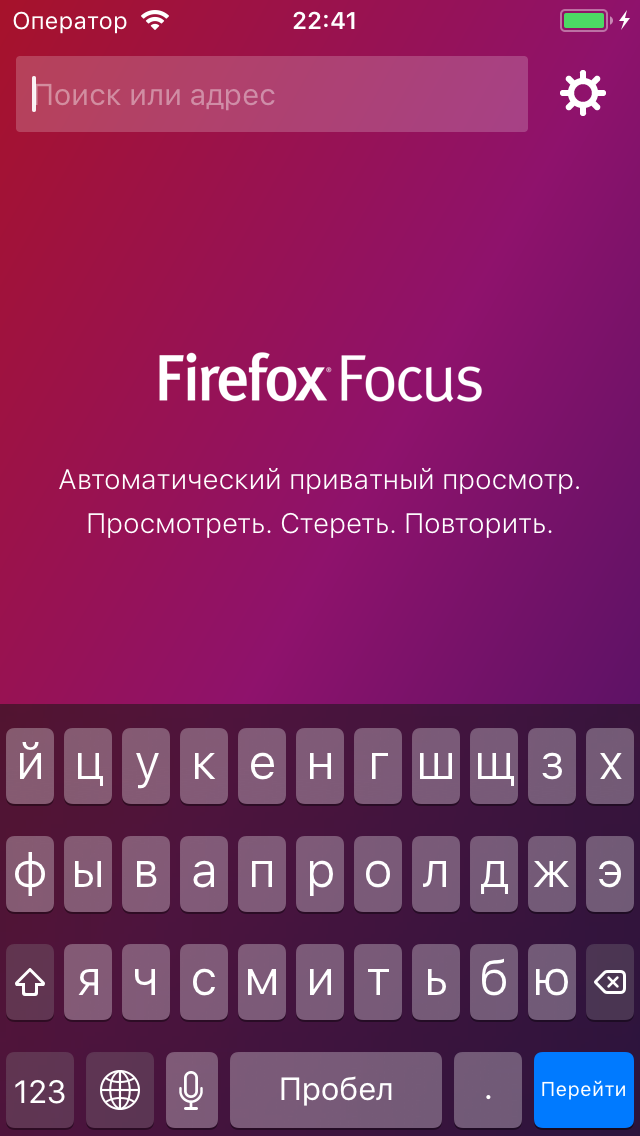 Оператор 22:41
Поиск или адрес
Firefox® Focus
Автоматический приватный просмотр.
Просмотреть. Стереть. Повторить.
й ц у к е н г ш щ з х
ф ы в а п р о л д ж э
я ч с м и т ь б ю
123 Пробел . Перейти